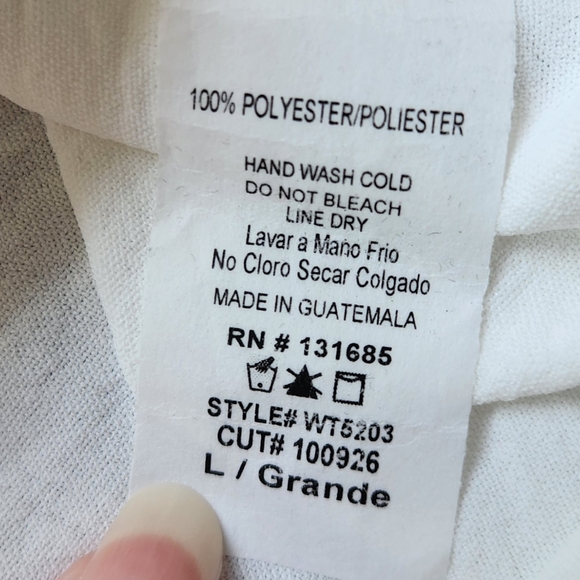 100% POLYESTER/POLIESTER
HAND WASH COLD
DO NOT BLEACH
LINE DRY
Lavar a Mano Frio
No Cloro Secar Colgado
MADE IN GUATEMALA
RN # 131685
STYLE# WT5203
CUT# 100926
L / Grande